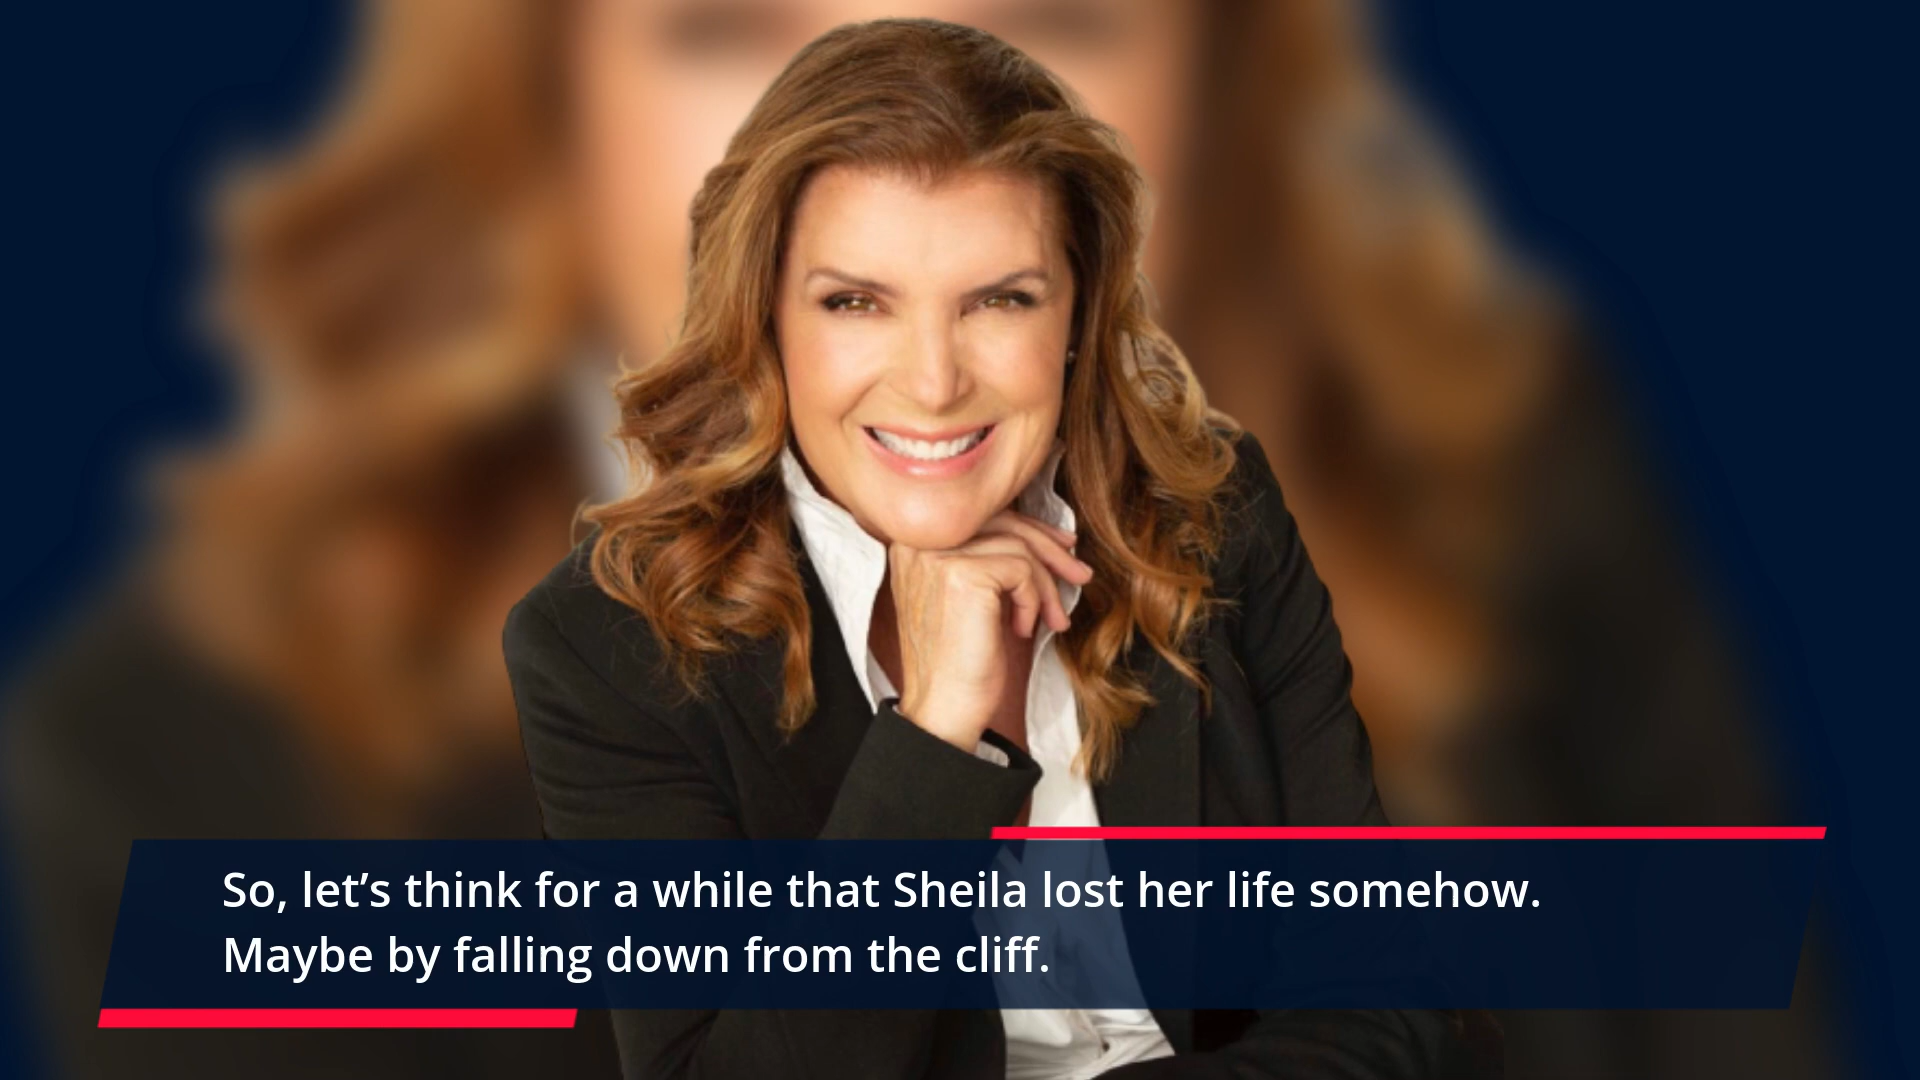 So, let’s think for a while that Sheila lost her life somehow.
Maybe by falling down from the cliff.